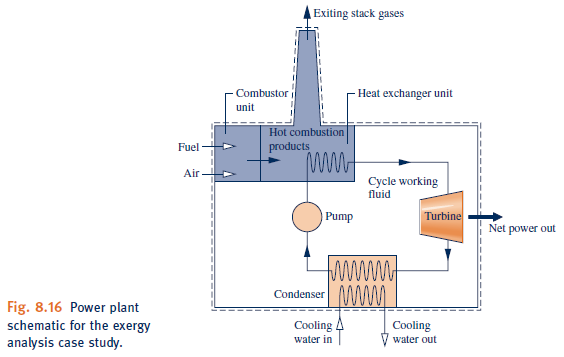 Exiting stack gases
Combustor
unit
Heat exchanger unit
Hot combustion
products
Fuel
Air
Cycle working
fluid
Pump
Turbine
Net power out
Condenser
Cooling
water in
Cooling
water out
Fig. 8.16 Power plant
schematic for the exergy
analysis case study.